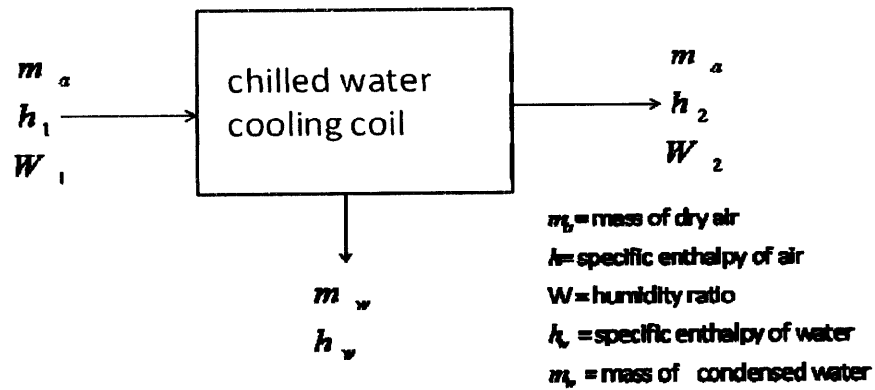 m a
h 1
W 1
chilled water
cooling coil
m a
h 2
W 2
m w
h w
= mass of dry air
h= specific enthalpy of air
W= humidity ratio
h w = specific enthalpy of water
m w = mass of condensed water